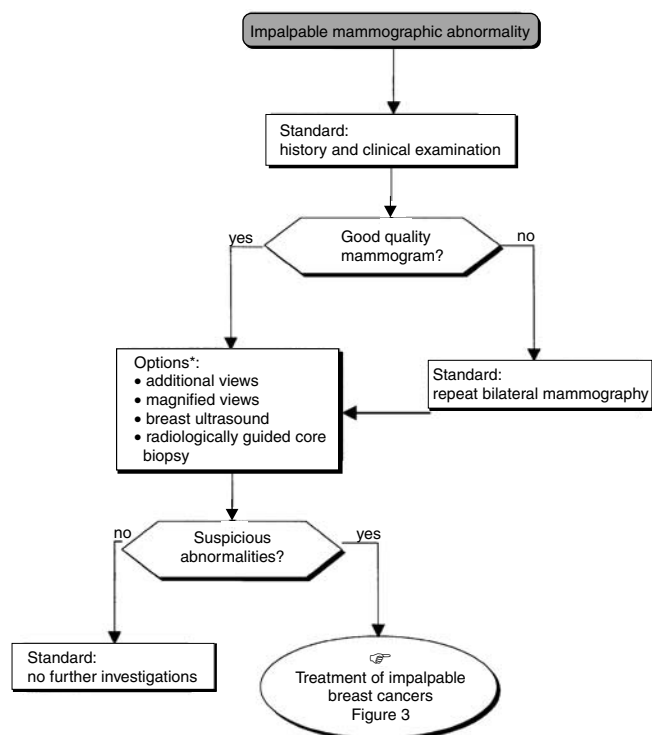 Impalpable mammographic abnormality
Standard:
history and clinical examination
yes
Good quality
mammogram?
no
Options*:
• additional views
• magnified views
• breast ultrasound
• radiologically guided core
biopsy
Standard:
repeat bilateral mammography
no
Suspicious
abnormalities?
yes
Standard:
no further investigations
☞
Treatment of impalpable
breast cancers
Figure 3